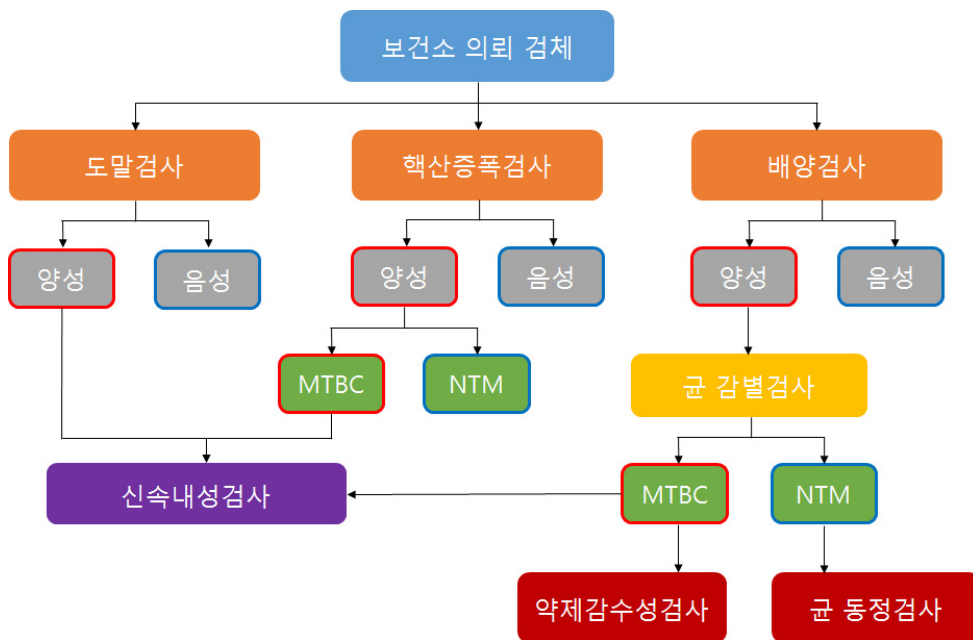 보건소 의뢰 검체
도말검사
핵산증폭검사
배양검사
양성
음성
양성
음성
양성
음성
MTBC
NTM
균 감별검사
신속내성검사
MTBC
NTM
약제감수성검사
균 동정검사